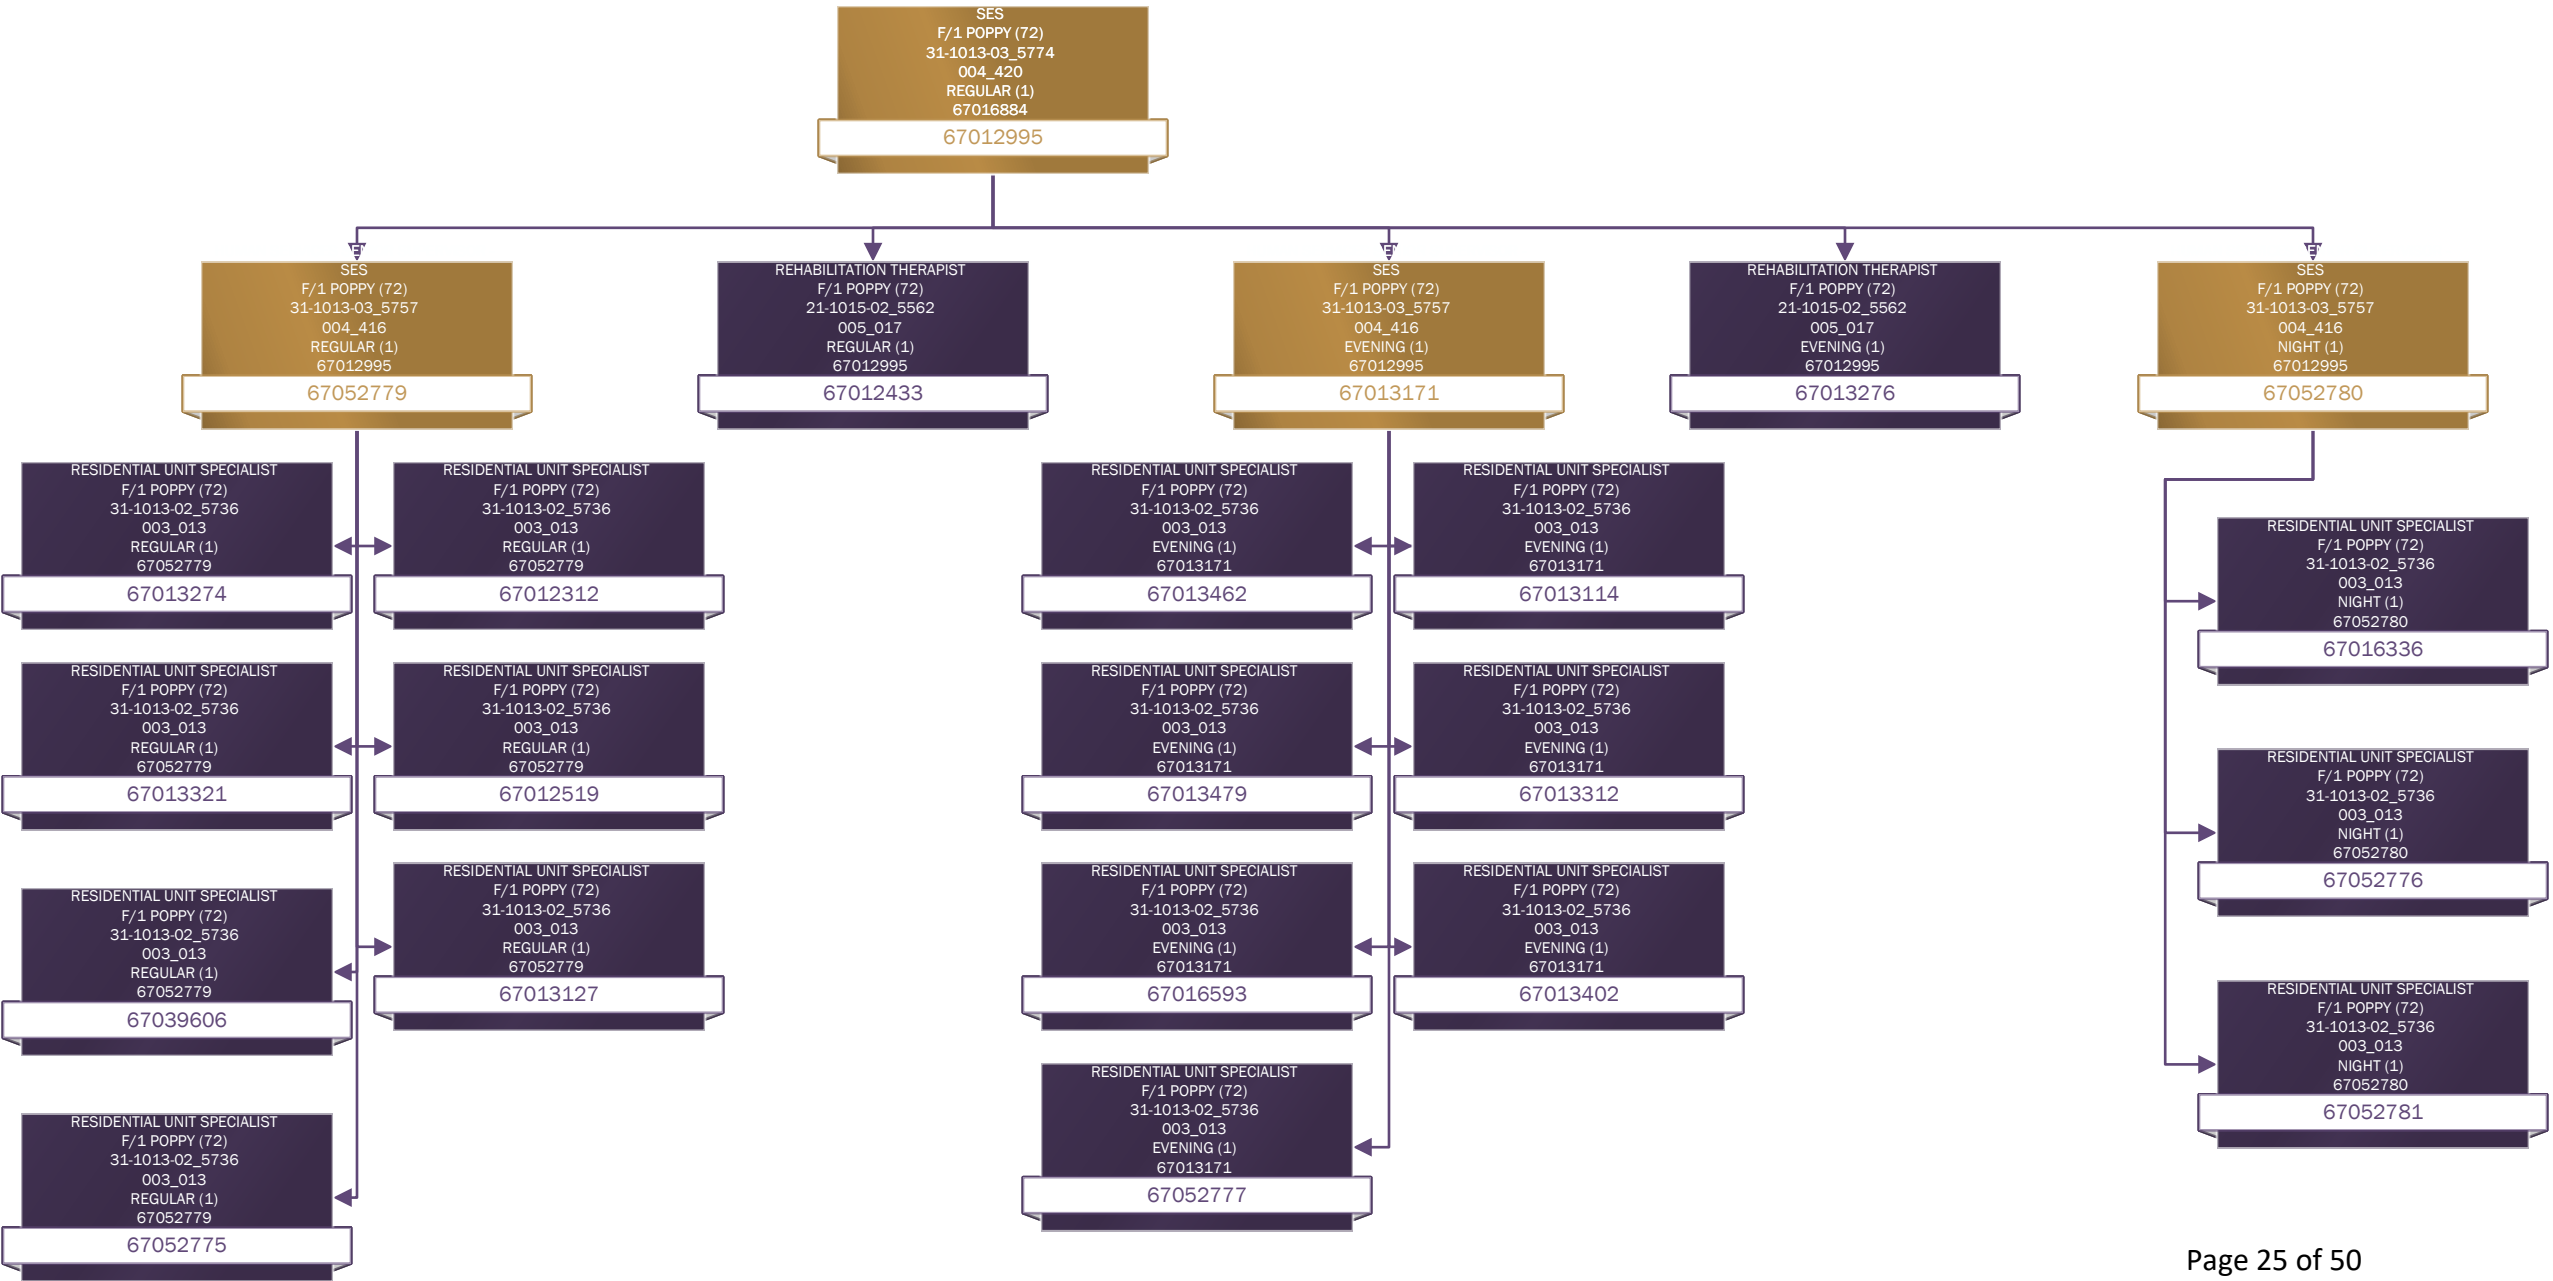 SES
F/1 POPPY (72)
31-1013-03_5774
004_420
REGULAR (1)
67016884
67012995
SES
F/1 POPPY (72)
31-1013-03_5757
004_416
REGULAR (1)
67012995
67052779
REHABILITATION THERAPIST
F/1 POPPY (72)
21-1015-02_5562
005_017
REGULAR (1)
67012995
67012433
SES
F/1 POPPY (72)
31-1013-03_5757
004_416
EVENING (1)
67012995
67013171
REHABILITATION THERAPIST
F/1 POPPY (72)
21-1015-02_5562
005_017
EVENING (1)
67012995
67013276
SES
F/1 POPPY (72)
31-1013-03_5757
004_416
NIGHT (1)
67012995
67052780
RESIDENTIAL UNIT SPECIALIST
F/1 POPPY (72)
31-1013-02_5736
003_013
REGULAR (1)
67052779
67013274
RESIDENTIAL UNIT SPECIALIST
F/1 POPPY (72)
31-1013-02_5736
003_013
REGULAR (1)
67052779
67012312
RESIDENTIAL UNIT SPECIALIST
F/1 POPPY (72)
31-1013-02_5736
003_013
REGULAR (1)
67052779
67013321
RESIDENTIAL UNIT SPECIALIST
F/1 POPPY (72)
31-1013-02_5736
003_013
REGULAR (1)
67052779
67012519
RESIDENTIAL UNIT SPECIALIST
F/1 POPPY (72)
31-1013-02_5736
003_013
REGULAR (1)
67052779
67039606
RESIDENTIAL UNIT SPECIALIST
F/1 POPPY (72)
31-1013-02_5736
003_013
REGULAR (1)
67052779
67013127
RESIDENTIAL UNIT SPECIALIST
F/1 POPPY (72)
31-1013-02_5736
003_013
REGULAR (1)
67052779
67052775
RESIDENTIAL UNIT SPECIALIST
F/1 POPPY (72)
31-1013-02_5736
003_013
EVENING (1)
67013171
67013462
RESIDENTIAL UNIT SPECIALIST
F/1 POPPY (72)
31-1013-02_5736
003_013
EVENING (1)
67013171
67013114
RESIDENTIAL UNIT SPECIALIST
F/1 POPPY (72)
31-1013-02_5736
003_013
EVENING (1)
67013171
67013479
RESIDENTIAL UNIT SPECIALIST
F/1 POPPY (72)
31-1013-02_5736
003_013
EVENING (1)
67013171
67013312
RESIDENTIAL UNIT SPECIALIST
F/1 POPPY (72)
31-1013-02_5736
003_013
EVENING (1)
67013171
67016593
RESIDENTIAL UNIT SPECIALIST
F/1 POPPY (72)
31-1013-02_5736
003_013
EVENING (1)
67013171
67013402
RESIDENTIAL UNIT SPECIALIST
F/1 POPPY (72)
31-1013-02_5736
003_013
EVENING (1)
67013171
67052777
RESIDENTIAL UNIT SPECIALIST
F/1 POPPY (72)
31-1013-02_5736
003_013
NIGHT (1)
67052780
67016336
RESIDENTIAL UNIT SPECIALIST
F/1 POPPY (72)
31-1013-02_5736
003_013
NIGHT (1)
67052780
67052776
RESIDENTIAL UNIT SPECIALIST
F/1 POPPY (72)
31-1013-02_5736
003_013
NIGHT (1)
67052780
67052781
Page 25 of 50